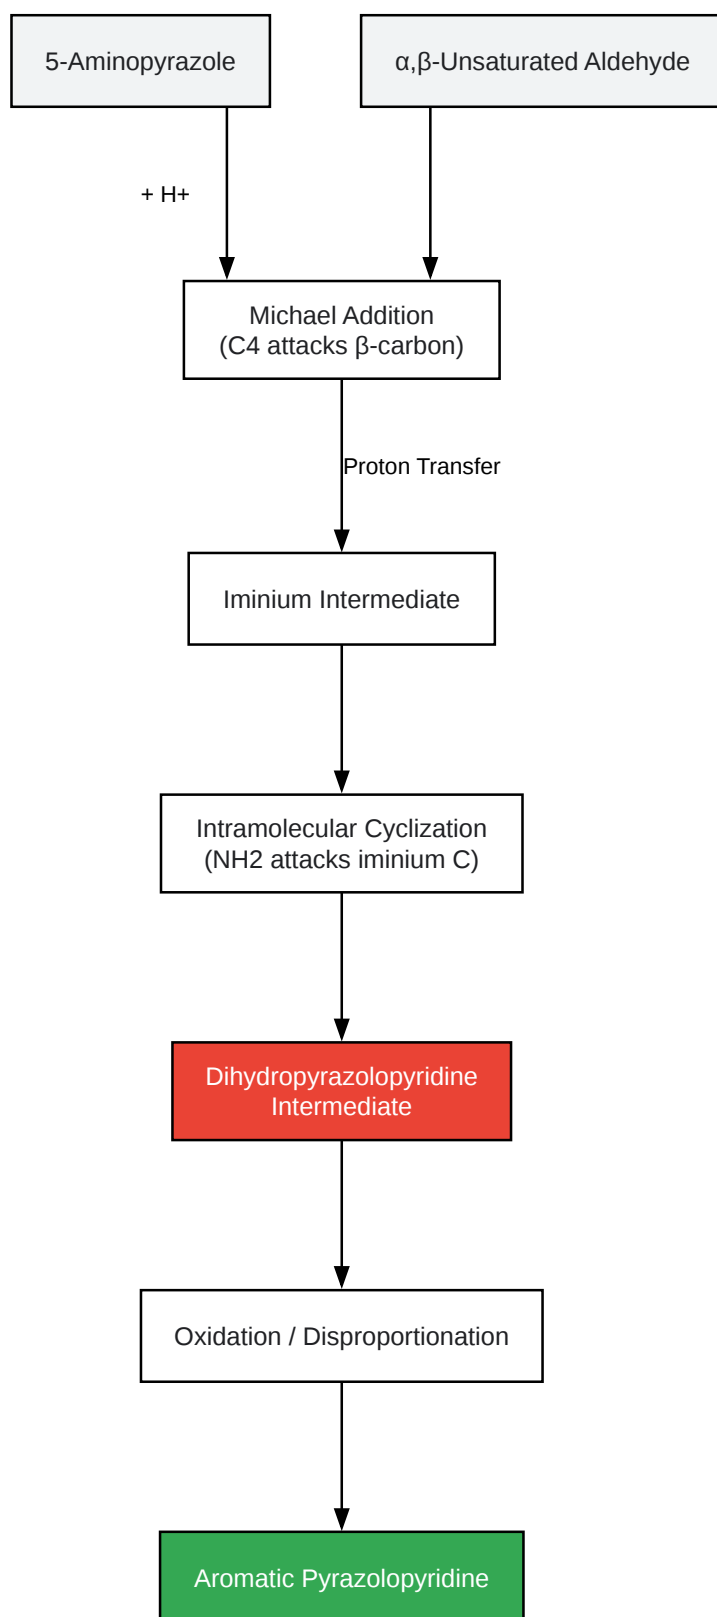 5-Aminopyrazole
α,β-Unsaturated Aldehyde
+ H+
Michael Addition
(C4 attacks β-carbon)
Proton Transfer
Iminium Intermediate
Intramolecular Cyclization
(NH2 attacks iminium C)
Dihydropyrazolopyridine
Intermediate
Oxidation / Disproportionation
Aromatic Pyrazolopyridine